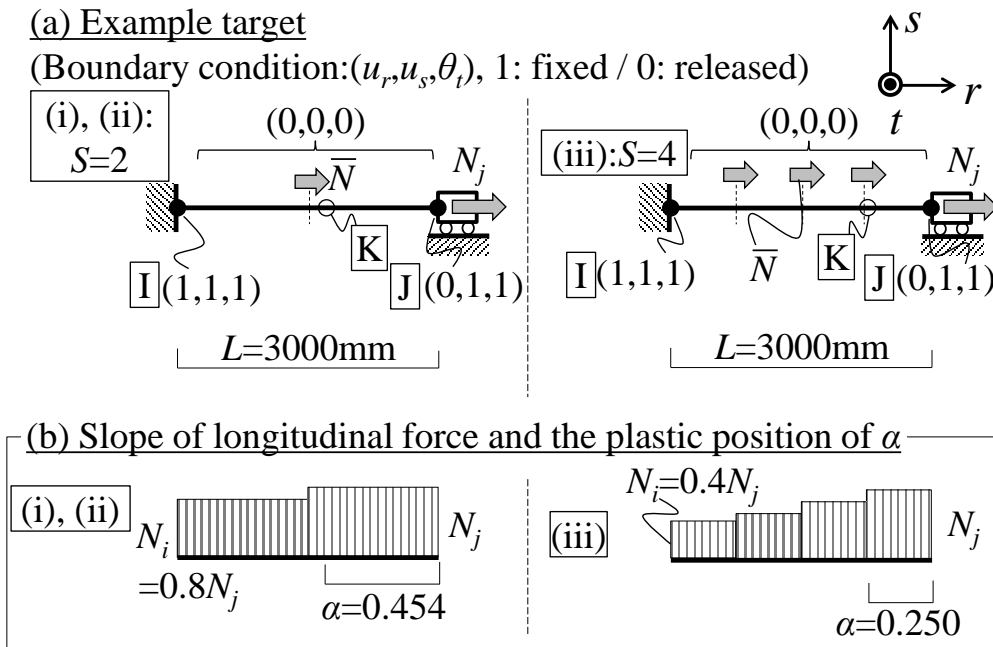 (a) Example target
(Boundary condition:(u_r,u_s,θ_t), 1: fixed / 0: released)
s
r
t
(i), (ii):
S=2
(0,0,0)
N̅
N_j
K
I (1,1,1)
J (0,1,1)
L=3000mm
(iii):S=4
(0,0,0)
N_j
N̅
K
I (1,1,1)
J (0,1,1)
L=3000mm
(b) Slope of longitudinal force and the plastic position of α
(i), (ii)
N_i
=0.8N_j
N_j
α=0.454
(iii)
N_i=0.4N_j
N_j
α=0.250